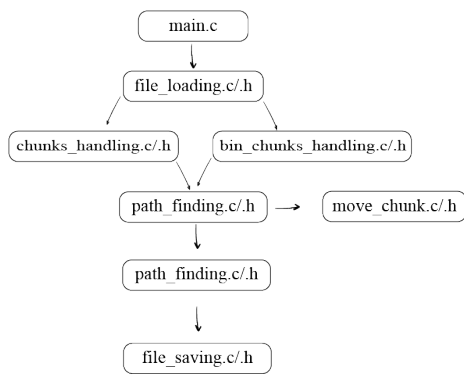 main.c
file_loading.c/.h
chunks_handling.c/.h
bin_chunks_handling.c/.h
path_finding.c/.h
move_chunk.c/.h
path_finding.c/.h
file_saving.c/.h